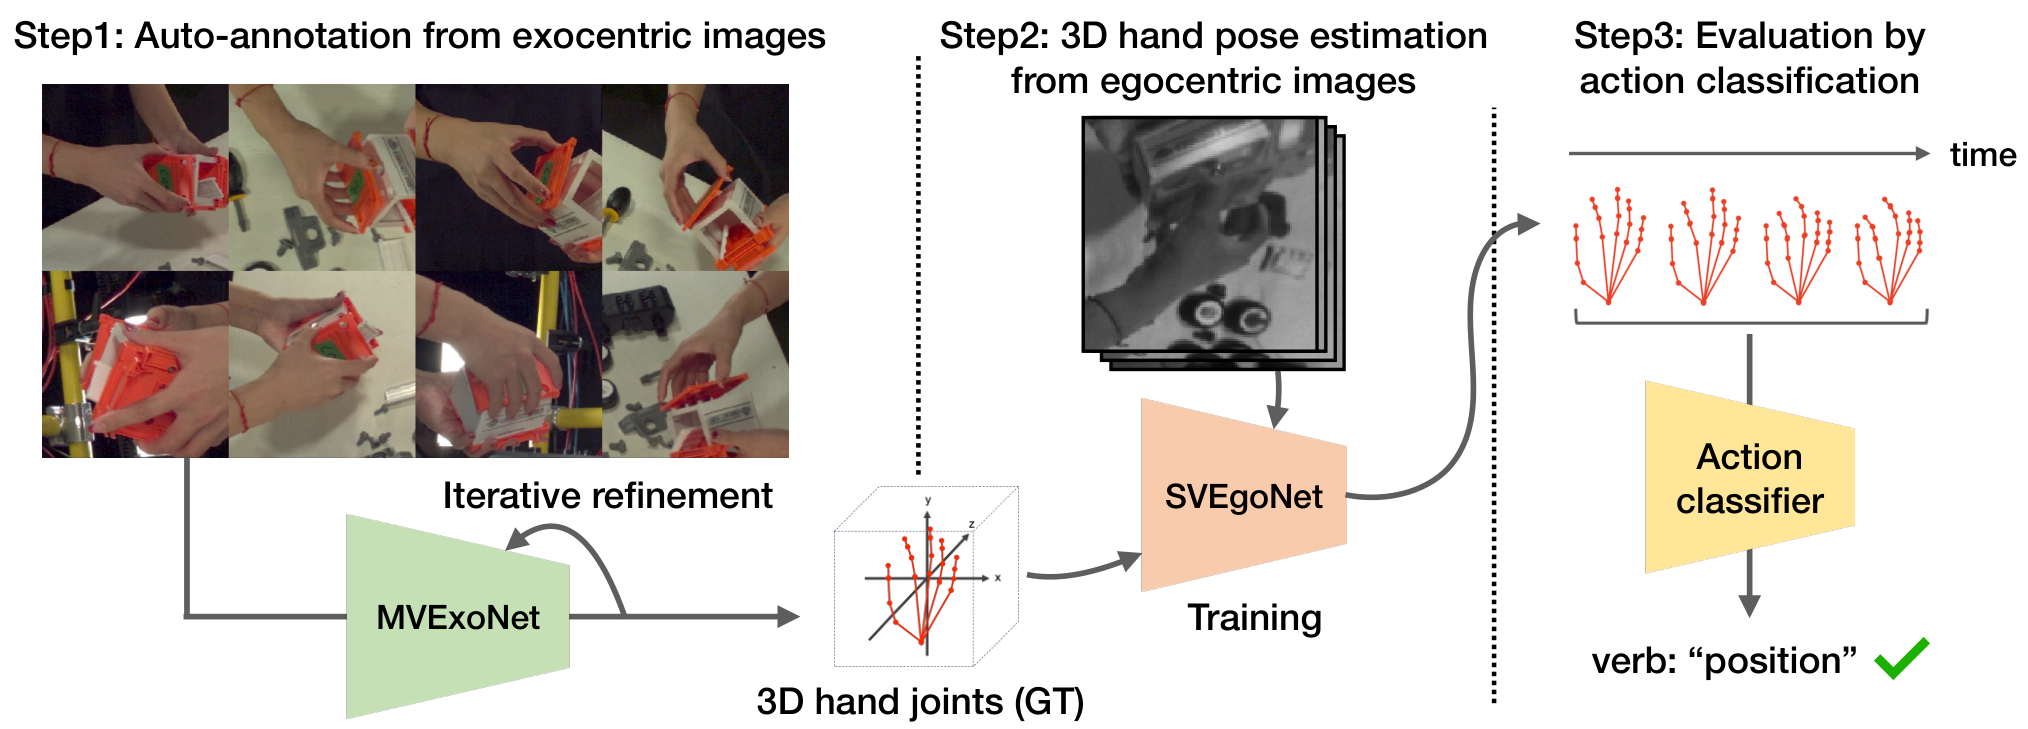 Step1: Auto-annotation from exocentric images
Step2: 3D hand pose estimation
from egocentric images
Step3: Evaluation by
action classification
time
Iterative refinement
MVExoNet
y
z
x
3D hand joints (GT)
SVEgoNet
Training
Action
classifier
verb: “position”